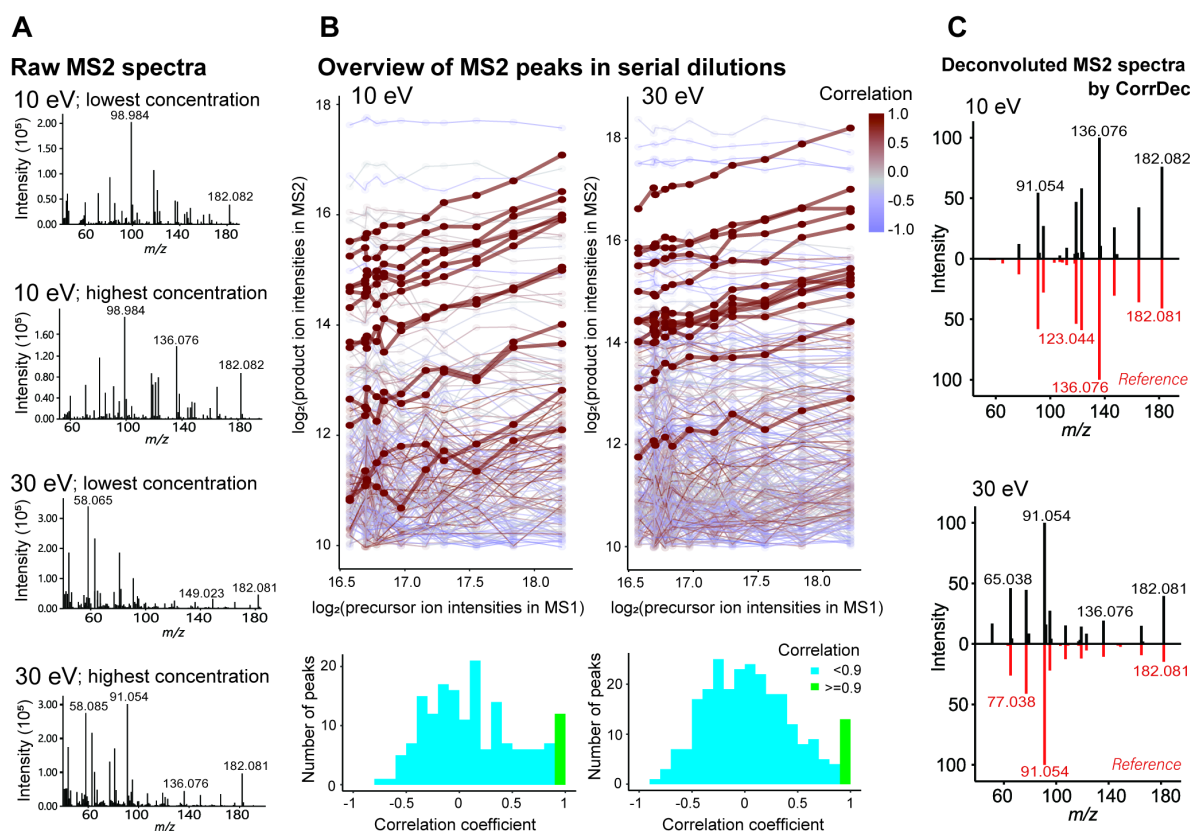 A
Raw MS2 spectra
10 eV; lowest concentration
98.984
182.082
2.00
1.50
1.00
0.50
0.00
Intensity (10⁵)
60 100 140 180
m/z
10 eV; highest concentration
98.984
136.076
182.082
2.00
1.60
1.20
0.80
0.40
0.00
Intensity (10⁵)
60 100 140 180
m/z
30 eV; lowest concentration
58.065
149.023
182.081
3.00
2.00
1.00
0.00
Intensity (10⁵)
60 100 140 180
m/z
30 eV; highest concentration
58.085
91.054
136.076
182.081
3.00
2.00
1.00
0.00
Intensity (10⁵)
60 100 140 180
m/z
B
Overview of MS2 peaks in serial dilutions
10 eV
18
16
14
12
10
log₂(product ion intensities in MS2)
16.5 17.0 17.5 18.0
log₂(precursor ion intensities in MS1)
30 eV
18
16
14
12
10
log₂(product ion intensities in MS2)
16.5 17.0 17.5 18.0
log₂(precursor ion intensities in MS1)
Correlation
1.0
0.5
0.0
-0.5
-1.0
20
10
0
Number of peaks
-1 -0.5 0 0.5 1
Correlation coefficient
20
10
0
Number of peaks
-1 -0.5 0 0.5 1
Correlation coefficient
Correlation
<0.9
>=0.9
C
Deconvoluted MS2 spectra
by CorrDec
10 eV
136.076
182.082
91.054
100
50
0
50
100
Intensity
182.081
123.044
136.076
Reference
60 100 140 180
m/z
30 eV
91.054
65.038
136.076
182.081
100
50
0
50
100
Intensity
77.038
182.081
91.054
Reference
60 100 140 180
m/z